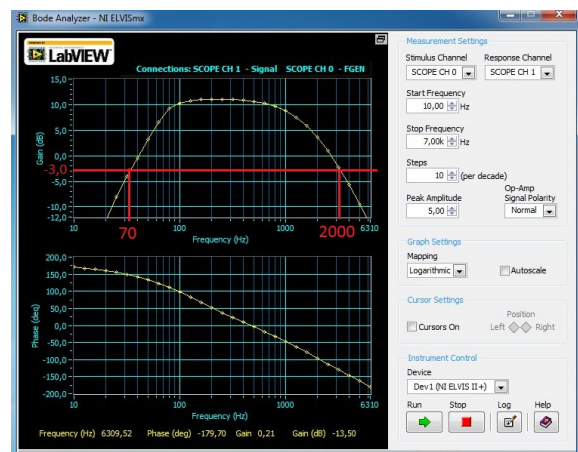 Bode Analyzer - NI ELVISmx
POWERED BY
LabVIEW
Connections: SCOPE CH 1 - Signal SCOPE CH 0 - FGEN
15,0
10,0
5,0
0,0
-3,0
-5,0
-10,0
-12,0
Gain (dB)
10 100 1000 6310
70 2000
Frequency (Hz)
200,0
150,0
100,0
50,0
0,0
-50,0
-100,0
-150,0
-200,0
Phase (deg)
10 100 1000 6310
Frequency (Hz)
Frequency (Hz) 6309,52 Phase (deg) -179,70 Gain 0,21 Gain (dB) -13,50
Measurement Settings
Stimulus Channel Response Channel
SCOPE CH 0 SCOPE CH 1
Start Frequency
10,00 Hz
Stop Frequency
7,00k Hz
Steps
10 (per decade)
Op-Amp
Peak Amplitude Signal Polarity
5,00 Normal
Graph Settings
Mapping
Logarithmic Autoscale
Cursor Settings
Position
Cursors On Left Right
Instrument Control
Device
Dev1 (NI ELVIS II+)
Run Stop Log Help